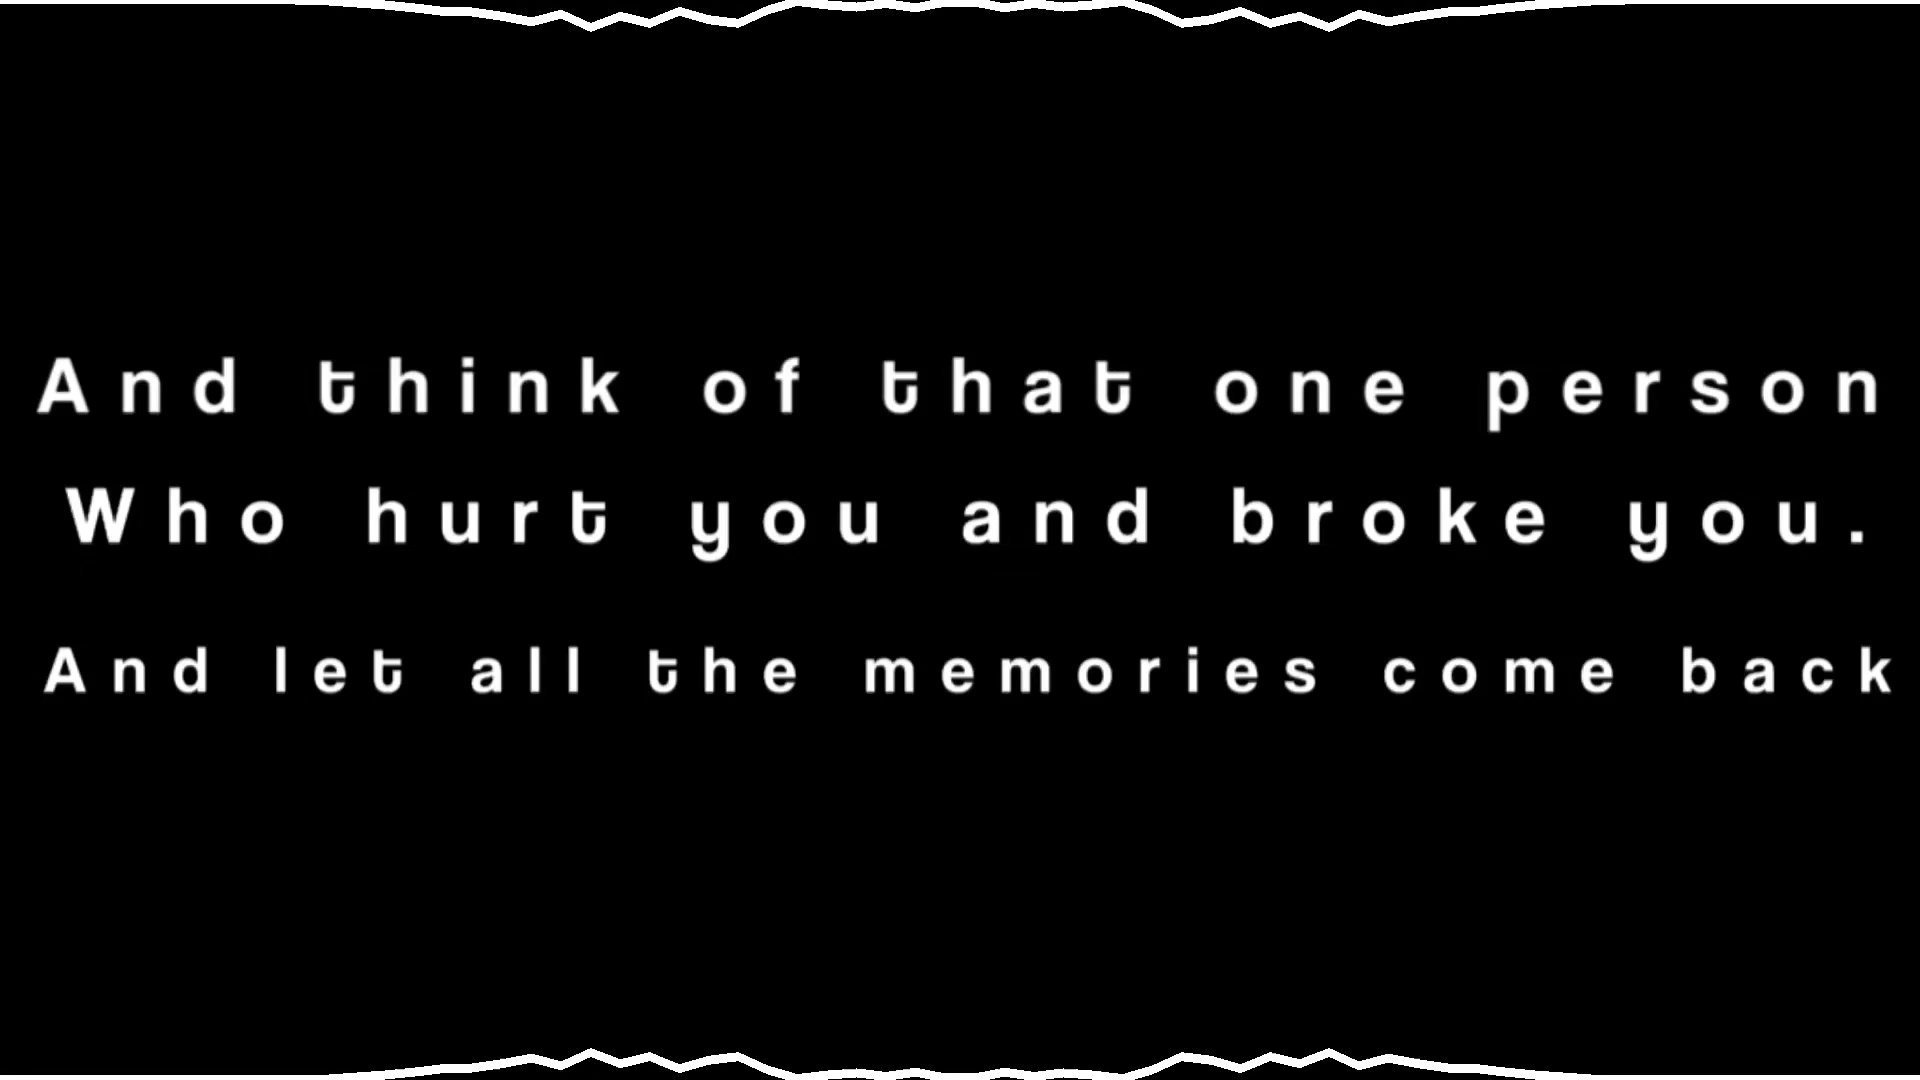 And think of that one person
Who hurt you and broke you.
And let all the memories come back